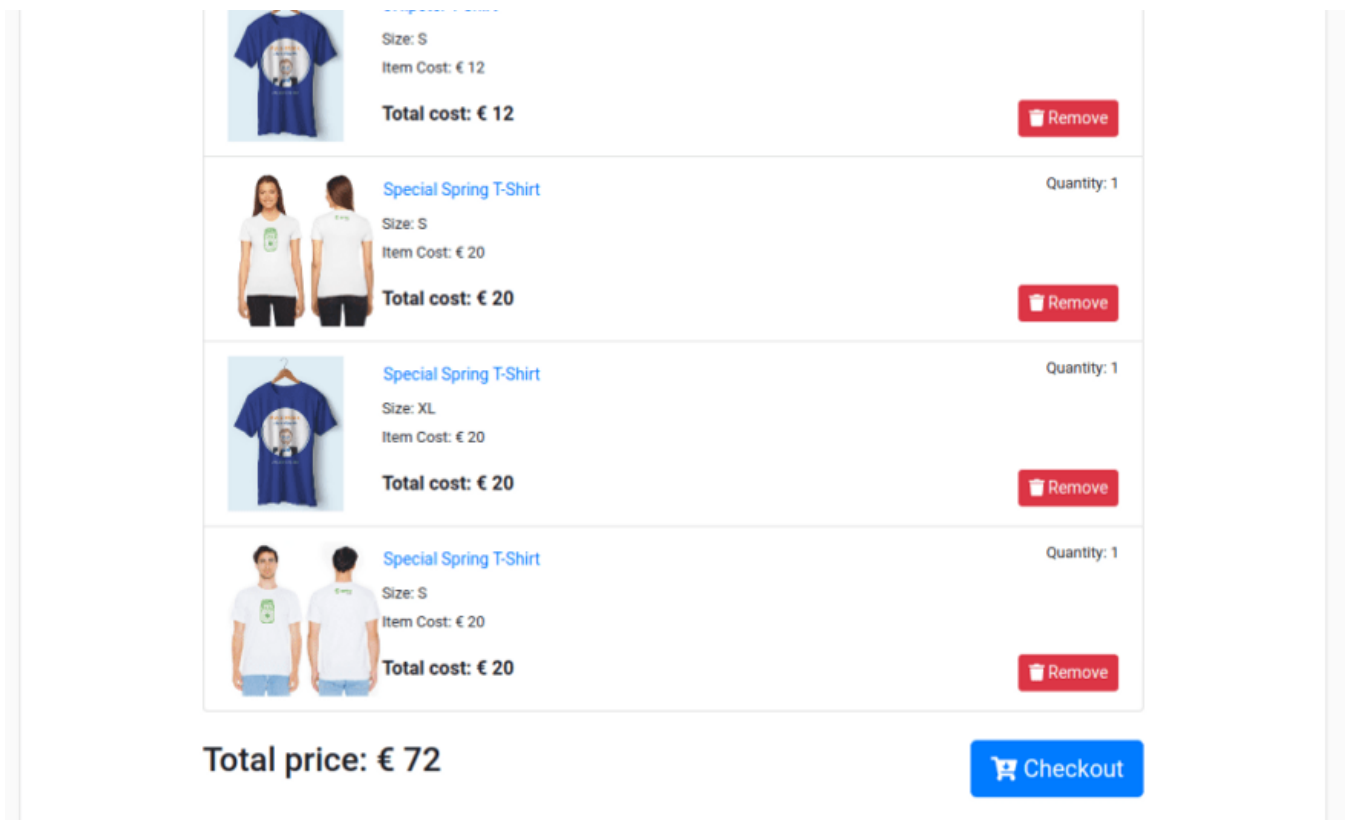 Size: S
Item Cost: € 12
Total cost: € 12
Remove
Special Spring T-Shirt
Quantity: 1
Size: S
Item Cost: € 20
Total cost: € 20
Remove
Special Spring T-Shirt
Quantity: 1
Size: XL
Item Cost: € 20
Total cost: € 20
Remove
Special Spring T-Shirt
Quantity: 1
Size: S
Item Cost: € 20
Total cost: € 20
Remove
Total price: € 72
Checkout